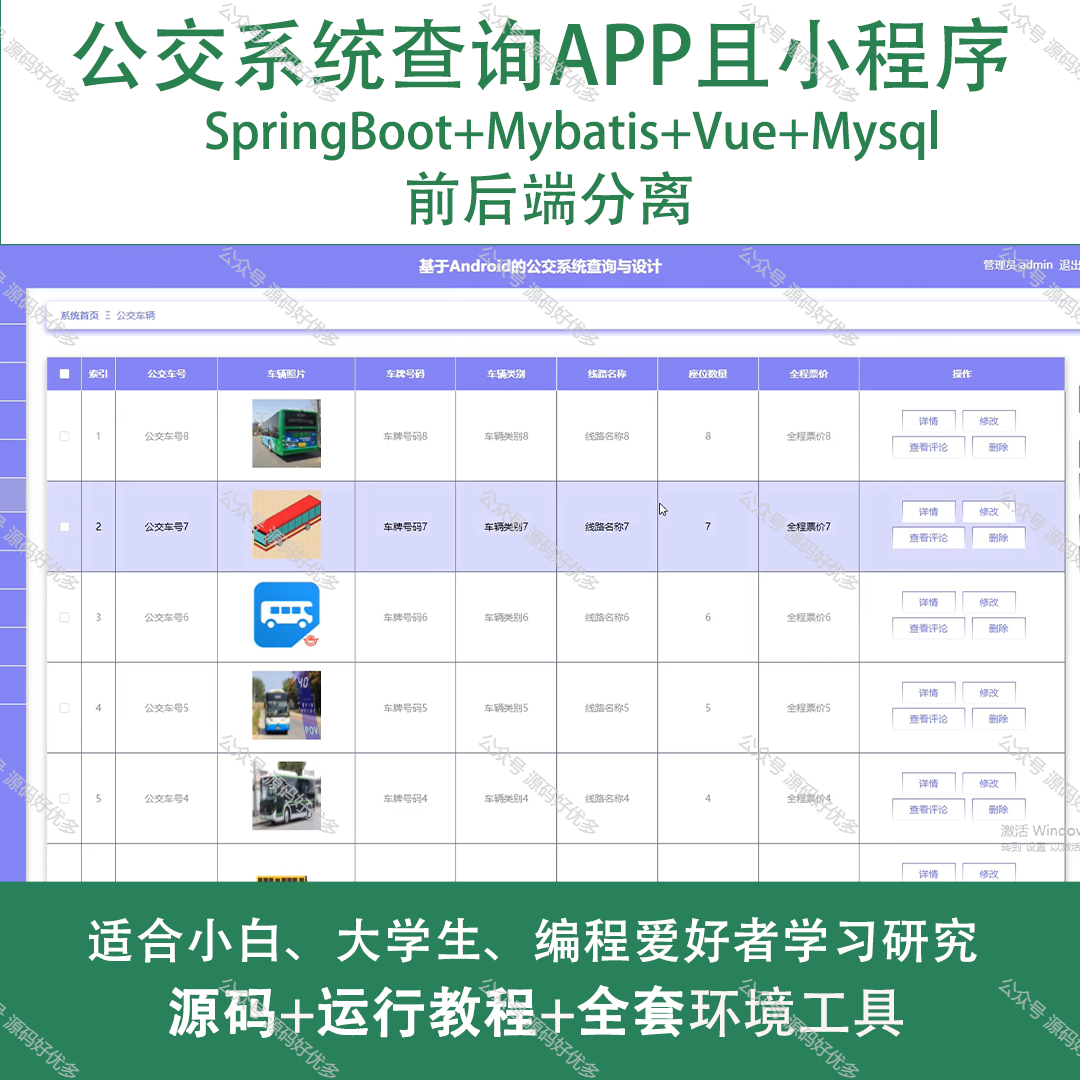 公交系统查询APP且小程序
SpringBoot+Mybatis+Vue+Mysql
前后端分离
基于Android的公交系统查询与设计
管理员 admin 退出
系统首页 Ξ 公交车辆
索引 公交车号 车辆照片 车牌号码 车辆类别 线路名称 座位数量 全程票价 操作
1 公交车号8 车牌号码8 车辆类别8 线路名称8 8 全程票价8 详情 修改
查看评论 删除
2 公交车号7 车牌号码7 车辆类别7 线路名称7 7 全程票价7 详情 修改
查看评论 删除
3 公交车号6 车牌号码6 车辆类别6 线路名称6 6 全程票价6 详情 修改
查看评论 删除
4 公交车号5 40 POV 车牌号码5 车辆类别5 线路名称5 5 全程票价5 详情 修改
查看评论 删除
5 公交车号4 车牌号码4 车辆类别4 线路名称4 4 全程票价4 详情 修改
查看评论 删除
激活 Window
转到"设置"以激活
详情 修改
适合小白、大学生、编程爱好者学习研究
源码+运行教程+全套环境工具
公众号 源码好优多